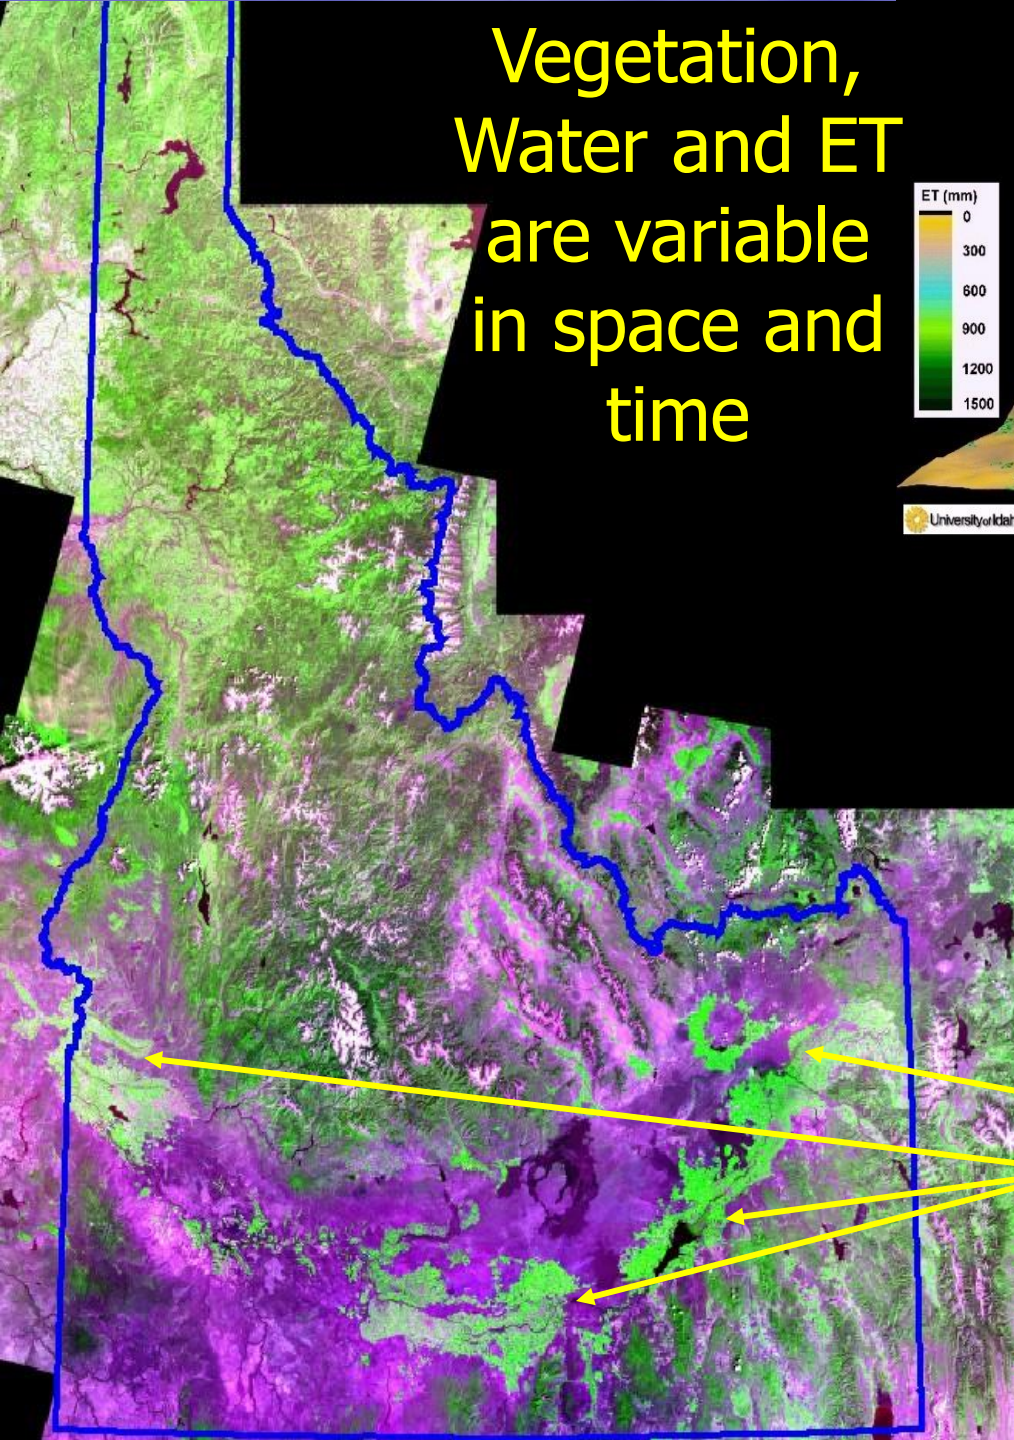 Vegetation,
Water and ET
are variable
in space and
time
ET (mm)
0
300
600
900
1200
1500
University of Idah